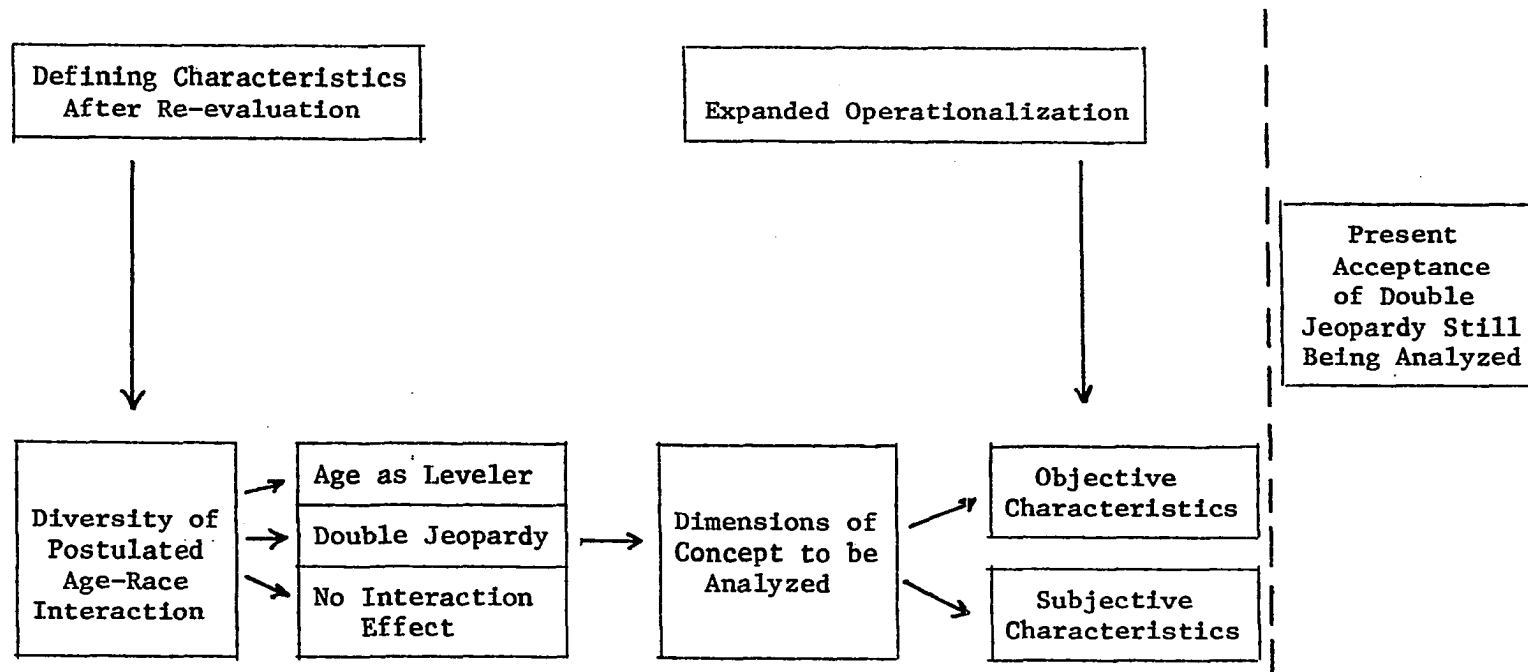 Defining Characteristics
After Re-evaluation
Expanded Operationalization
Present
Acceptance
of Double
Jeopardy Still
Being Analyzed
Diversity of
Postulated
Age-Race
Interaction
Age as Leveler
Double Jeopardy
No Interaction
Effect
Dimensions of
Concept to be
Analyzed
Objective
Characteristics
Subjective
Characteristics